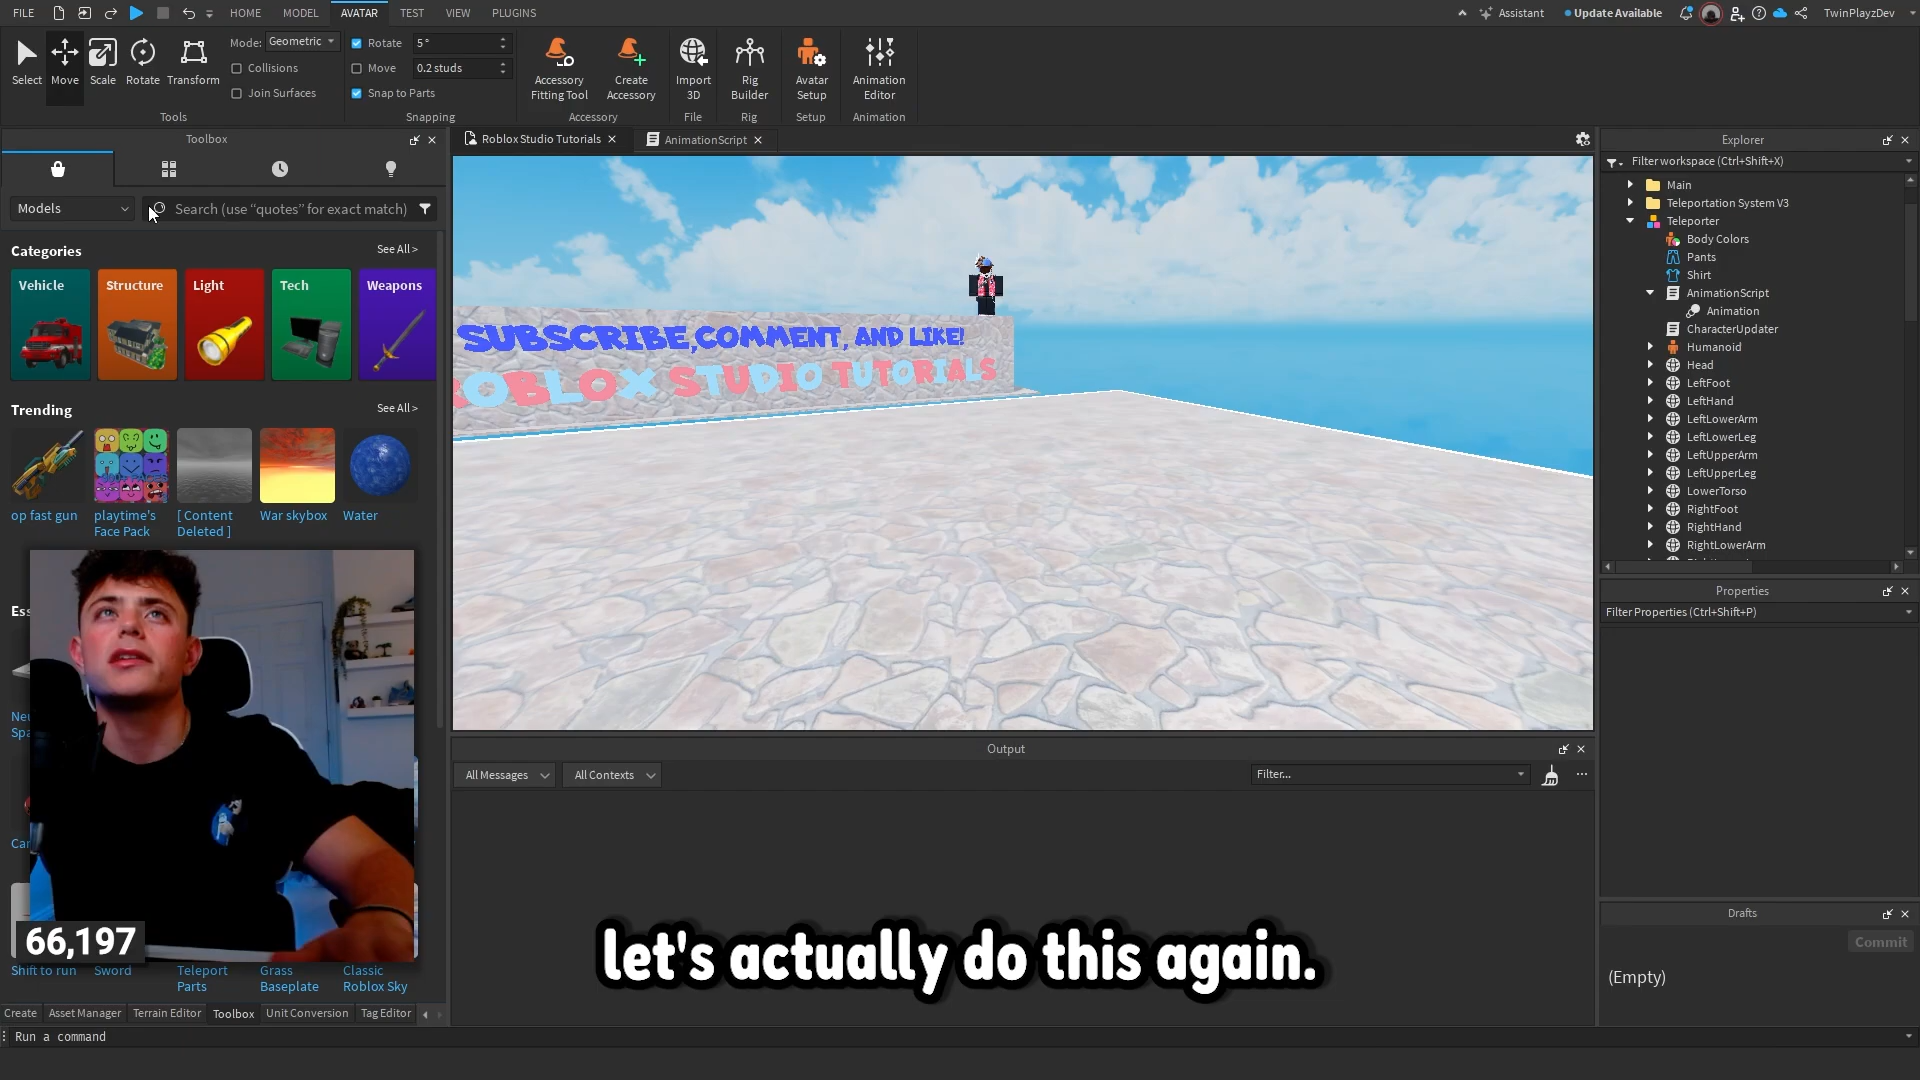 FILE
HOME
MODEL
AVATAR
TEST
VIEW
PLUGINS
Assistant
Update Available
TwinPlayzDev
Select
Move
Scale
Rotate
Transform
Mode:
Geometric
Collisions
Join Surfaces
Tools
Rotate
5 °
Move
0.2 studs
Snap to Parts
Snapping
Accessory
Fitting Tool
Create
Accessory
Accessory
Import
3D
File
Rig
Builder
Rig
Avatar
Setup
Setup
Animation
Editor
Animation
Toolbox
Models
Search (use “quotes” for exact match)
Categories
See All >
Vehicle
Structure
Light
Tech
Weapons
Trending
See All >
op fast gun
playtime's
Face Pack
[ Content
Deleted ]
War skybox
Water
Ess
Neu
Spa
Car
66,197
Shift to run
Sword
Teleport
Parts
Grass
Baseplate
Classic
Roblox Sky
Create
Asset Manager
Terrain Editor
Toolbox
Unit Conversion
Tag Editor
Run a command
Roblox Studio Tutorials
AnimationScript
SUBSCRIBE,COMMENT, AND LIKE!
ROBLOX STUDIO TUTORIALS
Output
All Messages
All Contexts
Filter...
let's actually do this again.
Explorer
Filter workspace (Ctrl+Shift+X)
Main
Teleportation System V3
Teleporter
Body Colors
Pants
Shirt
AnimationScript
Animation
CharacterUpdater
Humanoid
Head
LeftFoot
LeftHand
LeftLowerArm
LeftLowerLeg
LeftUpperArm
LeftUpperLeg
LowerTorso
RightFoot
RightHand
RightLowerArm
Properties
Filter Properties (Ctrl+Shift+P)
Drafts
Commit
(Empty)